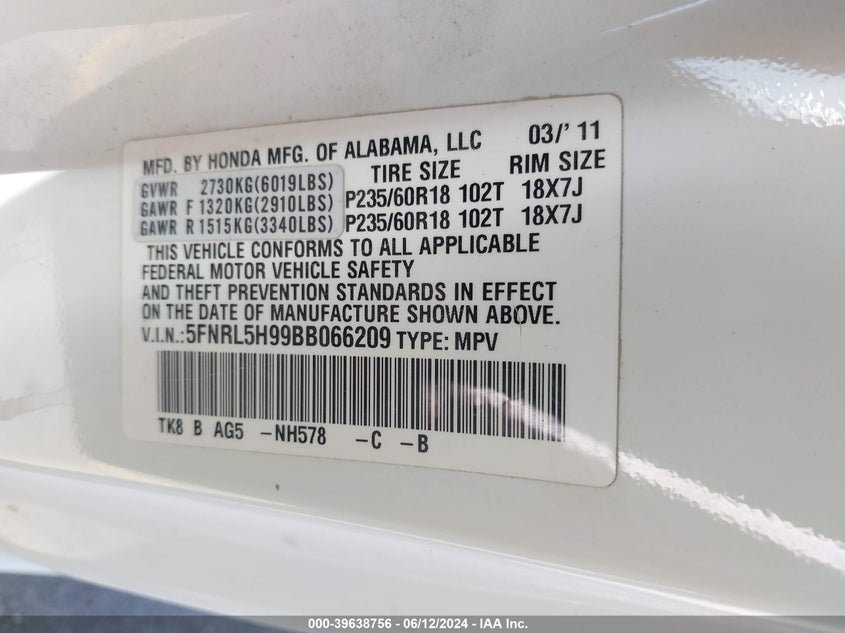 MFD. BY HONDA MFG. OF ALABAMA, LLC 03/' 11
TIRE SIZE RIM SIZE
GVWR 2730KG(6019LBS)
GAWR F 1320KG(2910LBS) P235/60R18 102T 18X7J
GAWR R 1515KG(3340LBS) P235/60R18 102T 18X7J
THIS VEHICLE CONFORMS TO ALL APPLICABLE
FEDERAL MOTOR VEHICLE SAFETY
AND THEFT PREVENTION STANDARDS IN EFFECT
ON THE DATE OF MANUFACTURE SHOWN ABOVE.
V.I.N.:5FNRL5H99BB066209 TYPE: MPV
TK8 B AG5 -NH578 -C -B
000-39638756 - 06/12/2024 - IAA Inc.